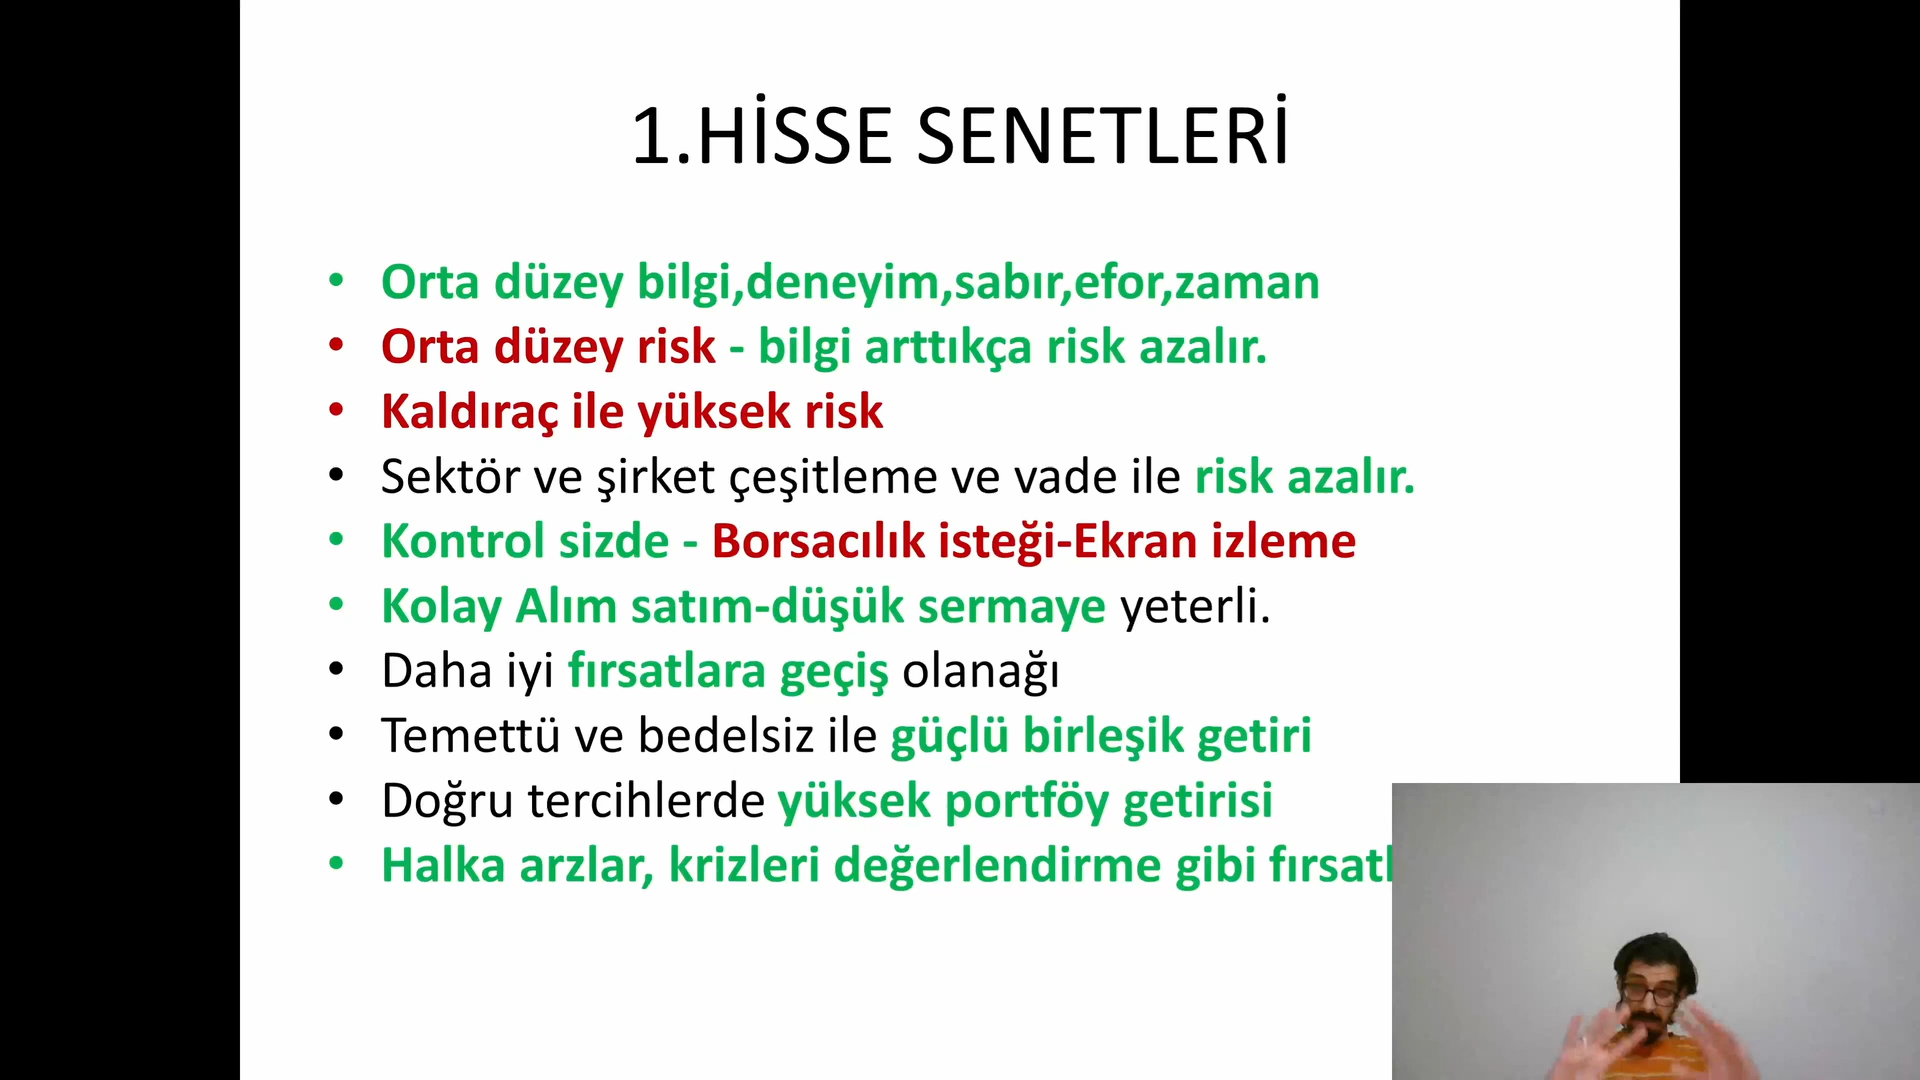 1.HİSSE SENETLERİ
• Orta düzey bilgi,deneyim,sabır,efor,zaman
• Orta düzey risk - bilgi arttıkça risk azalır.
• Kaldıraç ile yüksek risk
• Sektör ve şirket çeşitleme ve vade ile risk azalır.
• Kontrol sizde - Borsacılık isteği-Ekran izleme
• Kolay Alım satım-düşük sermaye yeterli.
• Daha iyi fırsatlara geçiş olanağı
• Temettü ve bedelsiz ile güçlü birleşik getiri
• Doğru tercihlerde yüksek portföy getirisi
• Halka arzlar, krizleri değerlendirme gibi